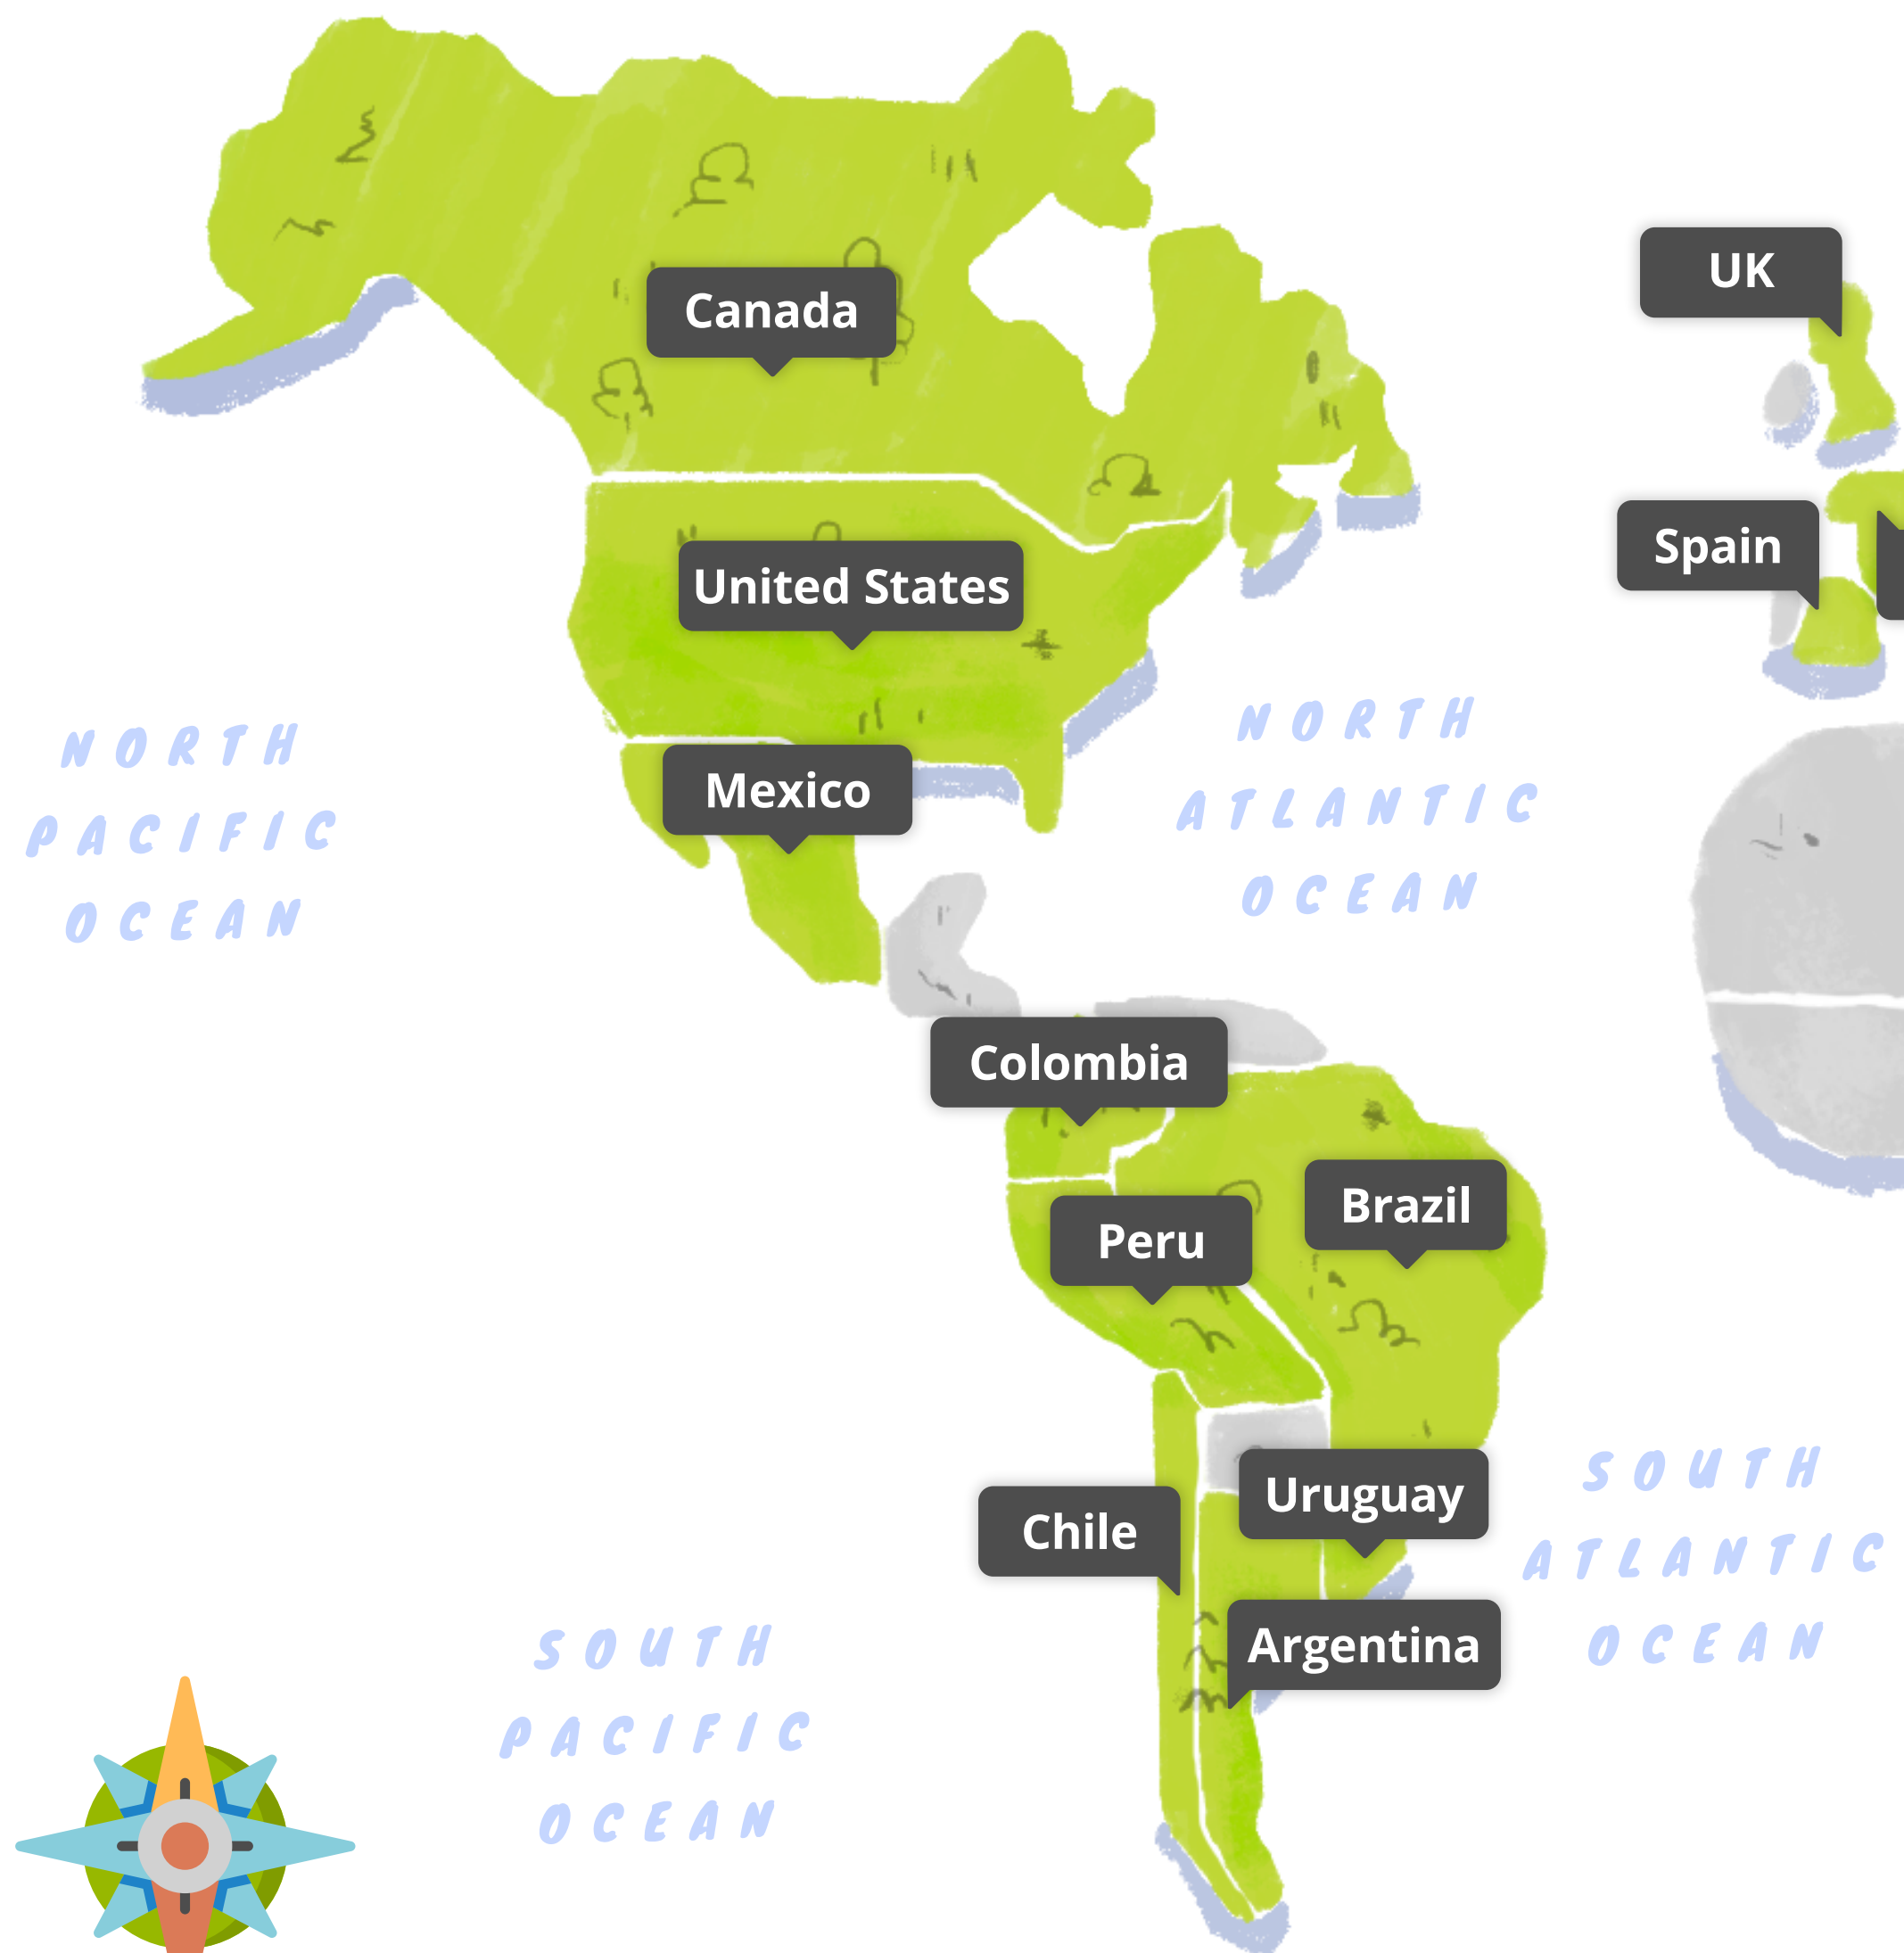 Canada
UK
United States
Spain
Mexico
NORTH
PACIFIC
OCEAN
NORTH
ATLANTIC
OCEAN
Colombia
Peru
Brazil
Chile
Uruguay
Argentina
SOUTH
PACIFIC
OCEAN
SOUTH
ATLANTIC
OCEAN